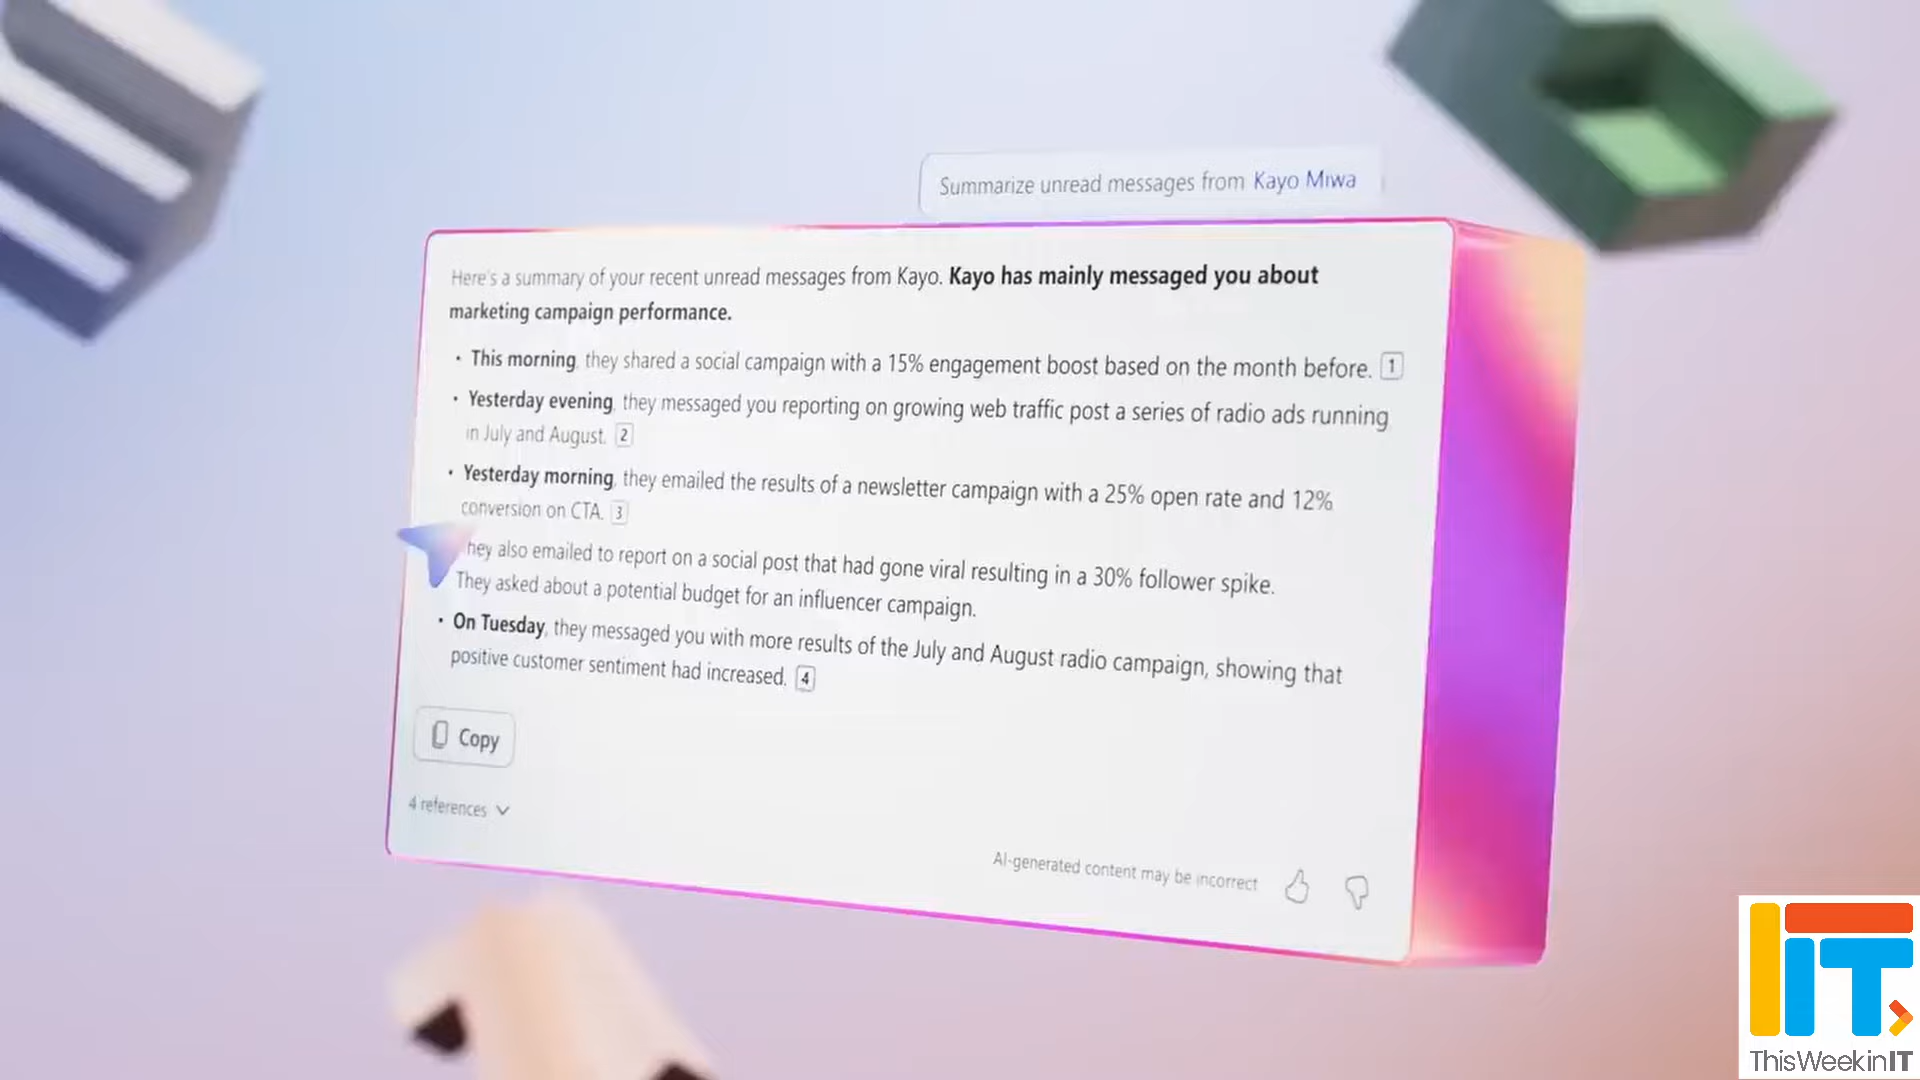 Summarize unread messages from Kayo Miwa
Here's a summary of your recent unread messages from Kayo. Kayo has mainly messaged you about
marketing campaign performance.
• This morning, they shared a social campaign with a 15% engagement boost based on the month before. 1
• Yesterday evening, they messaged you reporting on growing web traffic post a series of radio ads running
in July and August. 2
• Yesterday morning, they emailed the results of a newsletter campaign with a 25% open rate and 12%
conversion on CTA. 3
hey also emailed to report on a social post that had gone viral resulting in a 30% follower spike.
They asked about a potential budget for an influencer campaign.
• On Tuesday, they messaged you with more results of the July and August radio campaign, showing that
positive customer sentiment had increased. 4
Copy
4 references
AI-generated content may be incorrect
IT
ThisWeekinIT